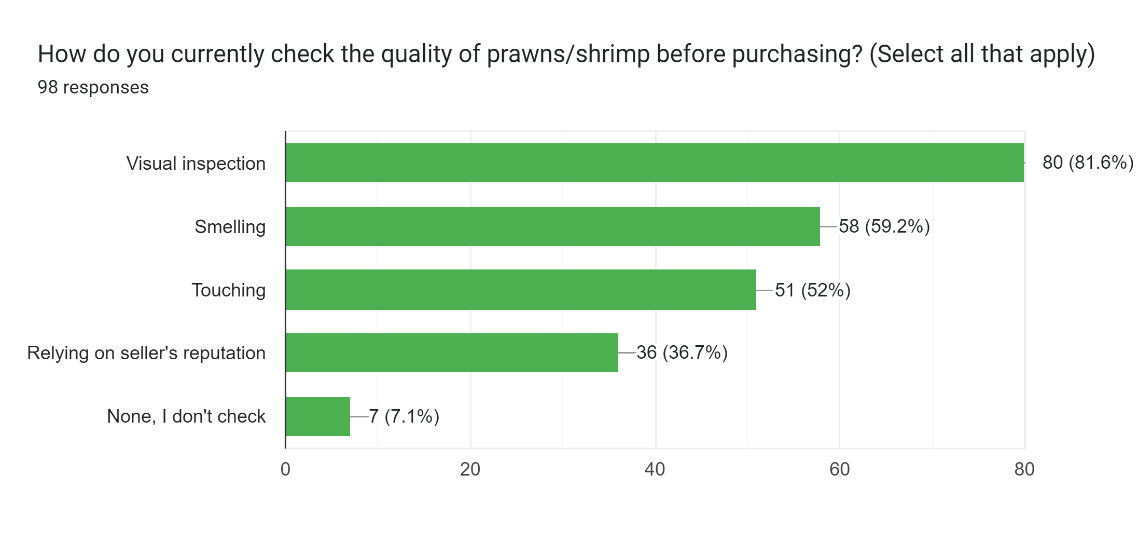 How do you currently check the quality of prawns/shrimp before purchasing? (Select all that apply)
98 responses
Visual inspection 80 (81.6%)
Smelling 58 (59.2%)
Touching 51 (52%)
Relying on seller's reputation 36 (36.7%)
None, I don't check 7 (7.1%)
0 20 40 60 80